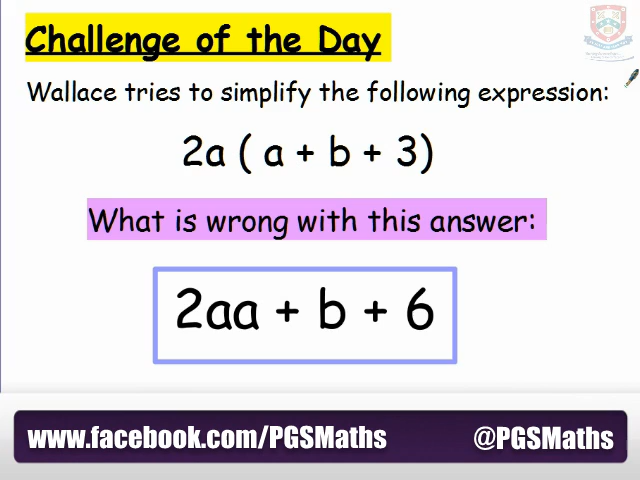 Challenge of the Day
Wallace tries to simplify the following expression:
2a ( a + b + 3)
What is wrong with this answer:
2aa + b + 6
www.facebook.com/PGSMaths
@PGSMaths